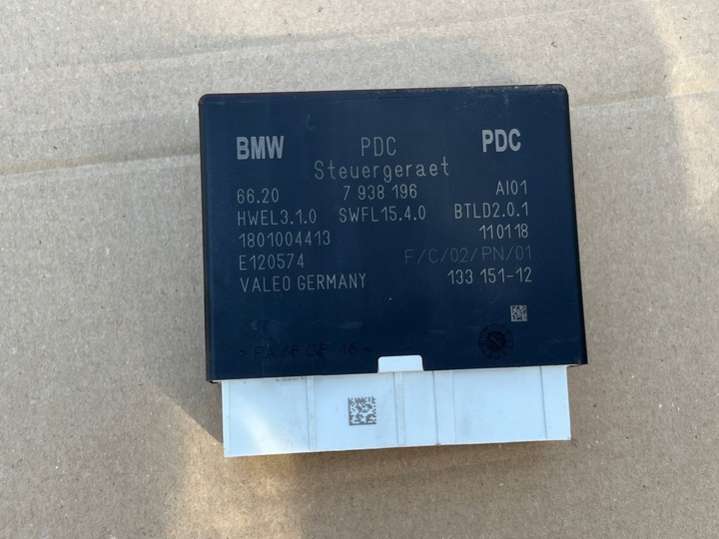 BMW PDC PDC
Steuergeraet
66.20 7 938 196 AI01
HWEL3.1.0 SWFL15.4.0 BTLD2.0.1
1801004413 110118
E120574 F/C/02/PN/01
VALEO GERMANY 133 151-12